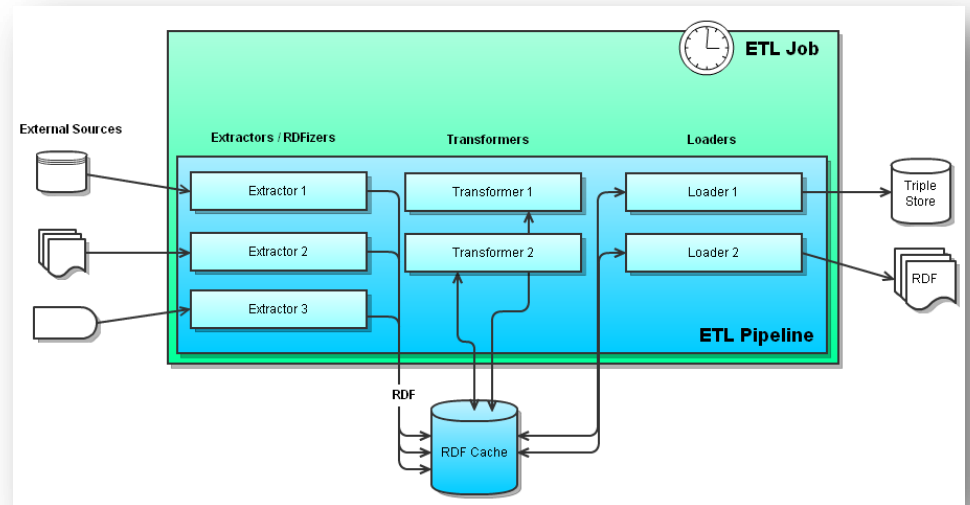 ETL Job
External Sources
Extractors / RDFizers
Transformers
Loaders
Extractor 1
Transformer 1
Loader 1
Triple
Store
Extractor 2
Transformer 2
Loader 2
RDF
Extractor 3
ETL Pipeline
RDF
RDF Cache